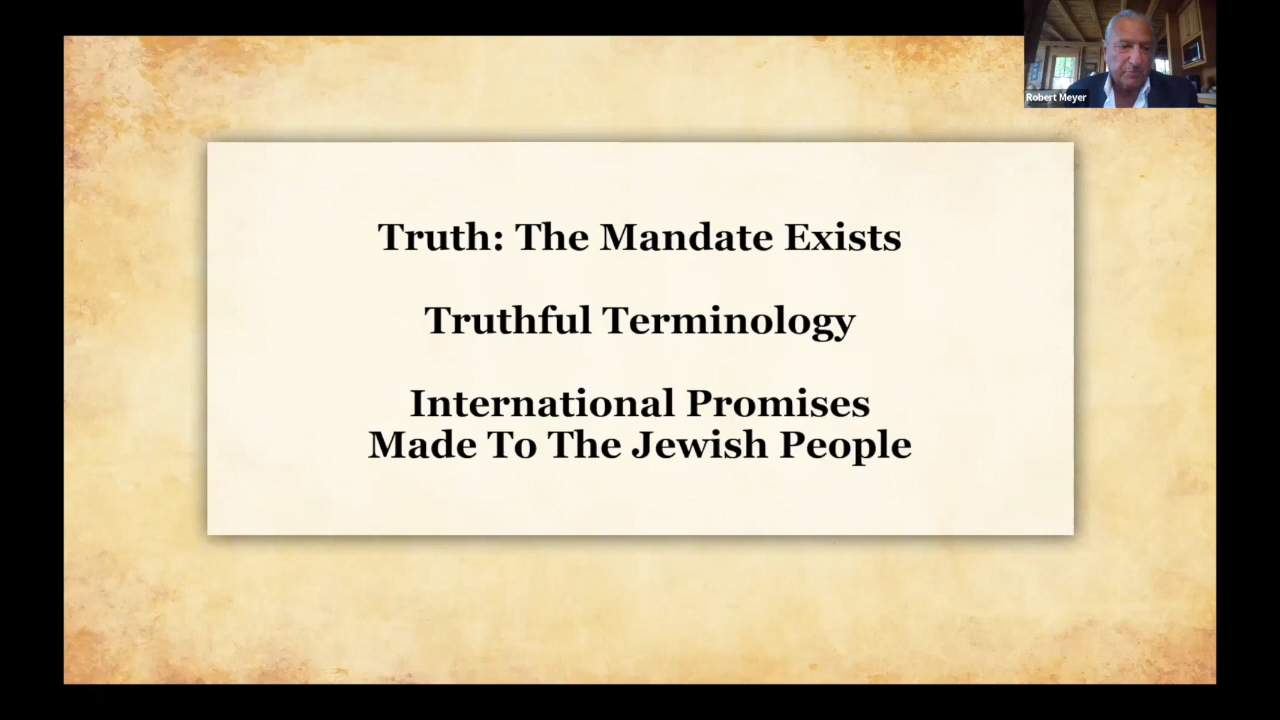 Robert Meyer
Truth: The Mandate Exists
Truthful Terminology
International Promises
Made To The Jewish People